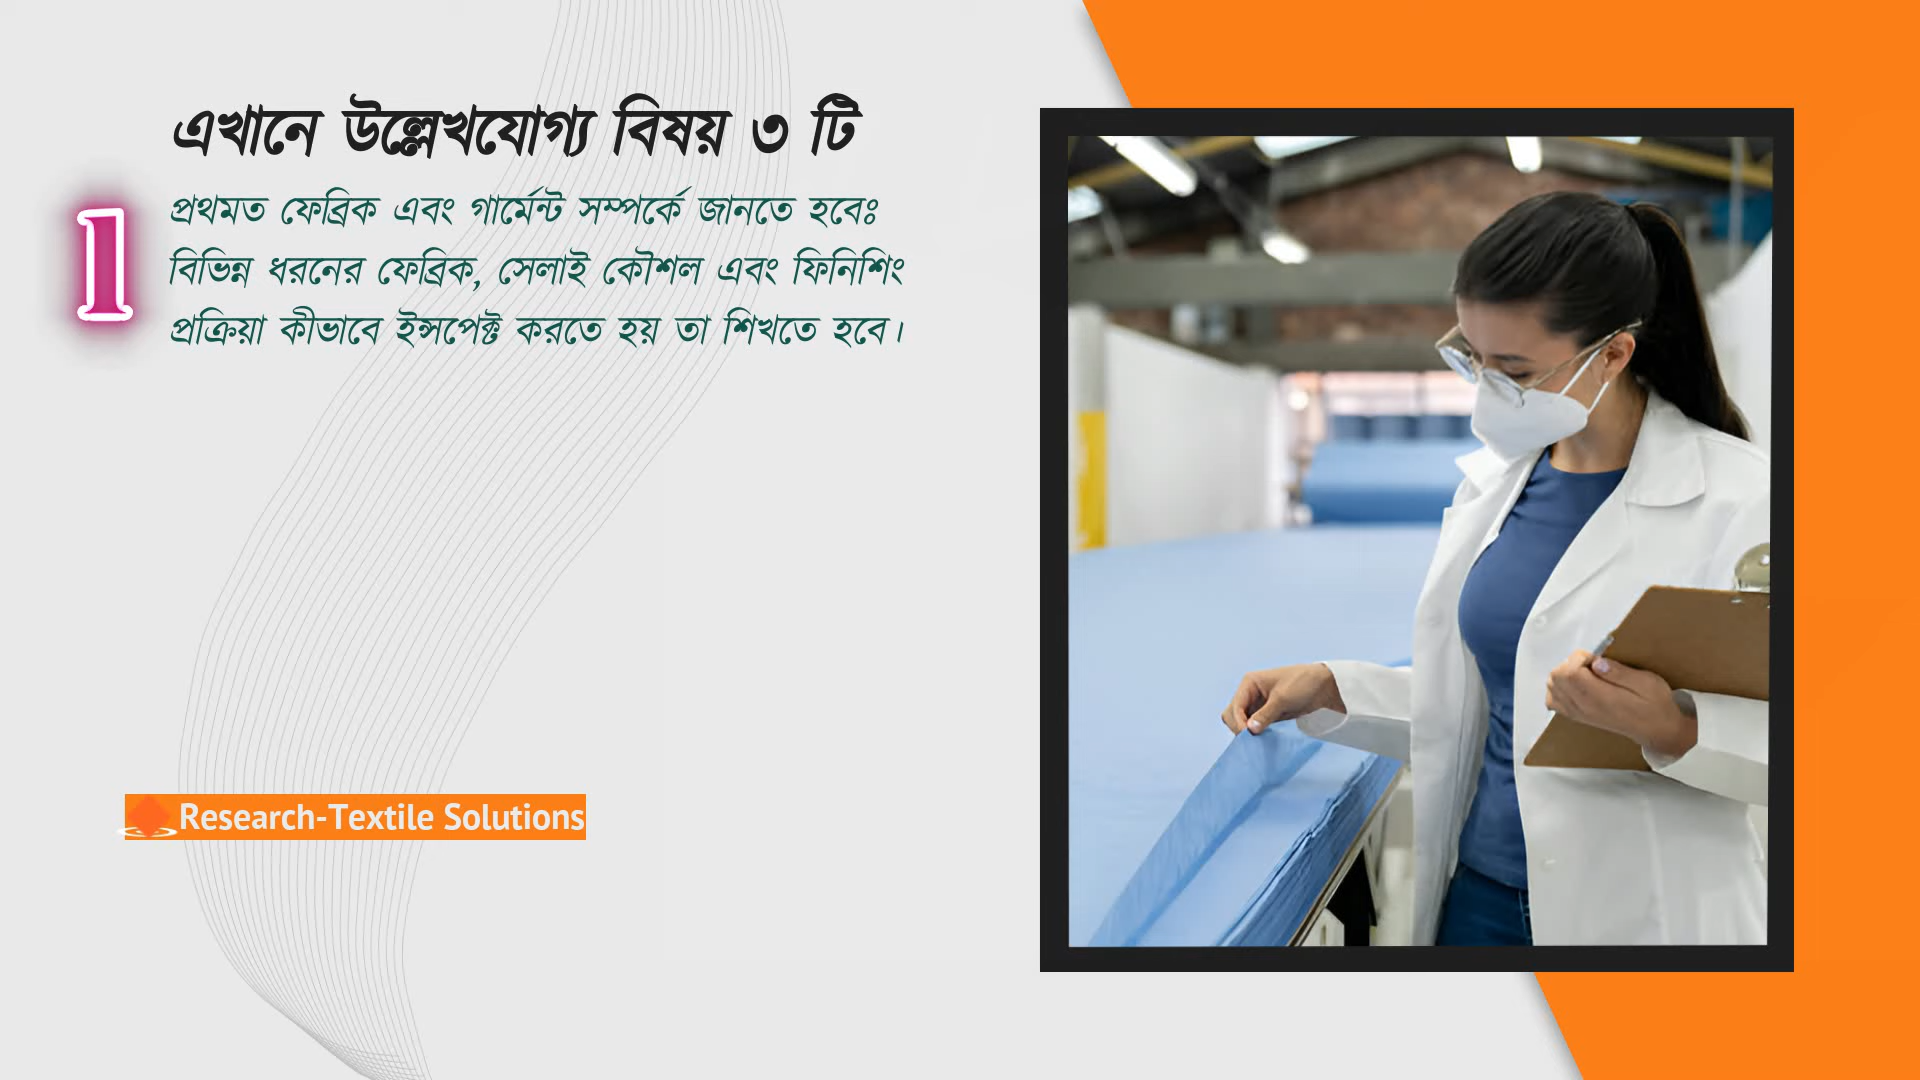 এখানে উল্লেখযোগ্য বিষয় ৩ টি
1
প্রথমত ফেব্রিক এবং গার্মেন্ট সম্পর্কে জানতে হবেঃ
বিভিন্ন ধরনের ফেব্রিক, সেলাই কৌশল এবং ফিনিশিং
প্রক্রিয়া কীভাবে ইন্সপেক্ট করতে হয় তা শিখতে হবে।
Research-Textile Solutions